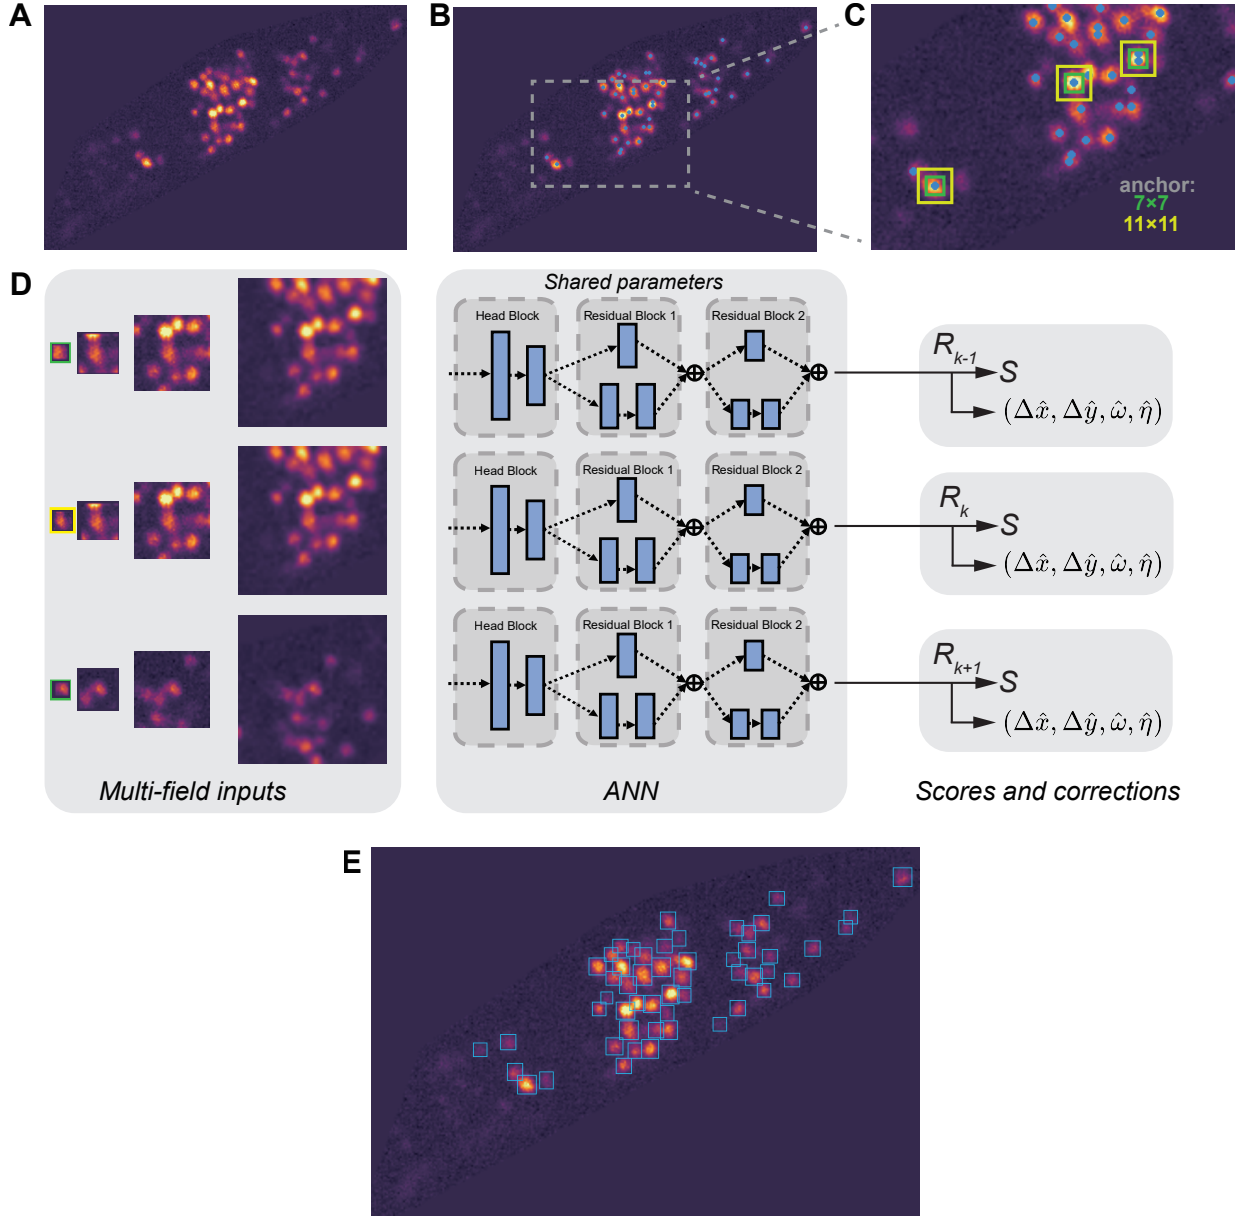 A
B
C
anchor:
7×7
11×11
D
Shared parameters
Head Block
Residual Block 1
Residual Block 2
R_{k-1}
S
(Δx̂, Δŷ, ω̂, η̂)
Head Block
Residual Block 1
Residual Block 2
R_k
S
(Δx̂, Δŷ, ω̂, η̂)
Head Block
Residual Block 1
Residual Block 2
R_{k+1}
S
(Δx̂, Δŷ, ω̂, η̂)
Multi-field inputs
ANN
Scores and corrections
E